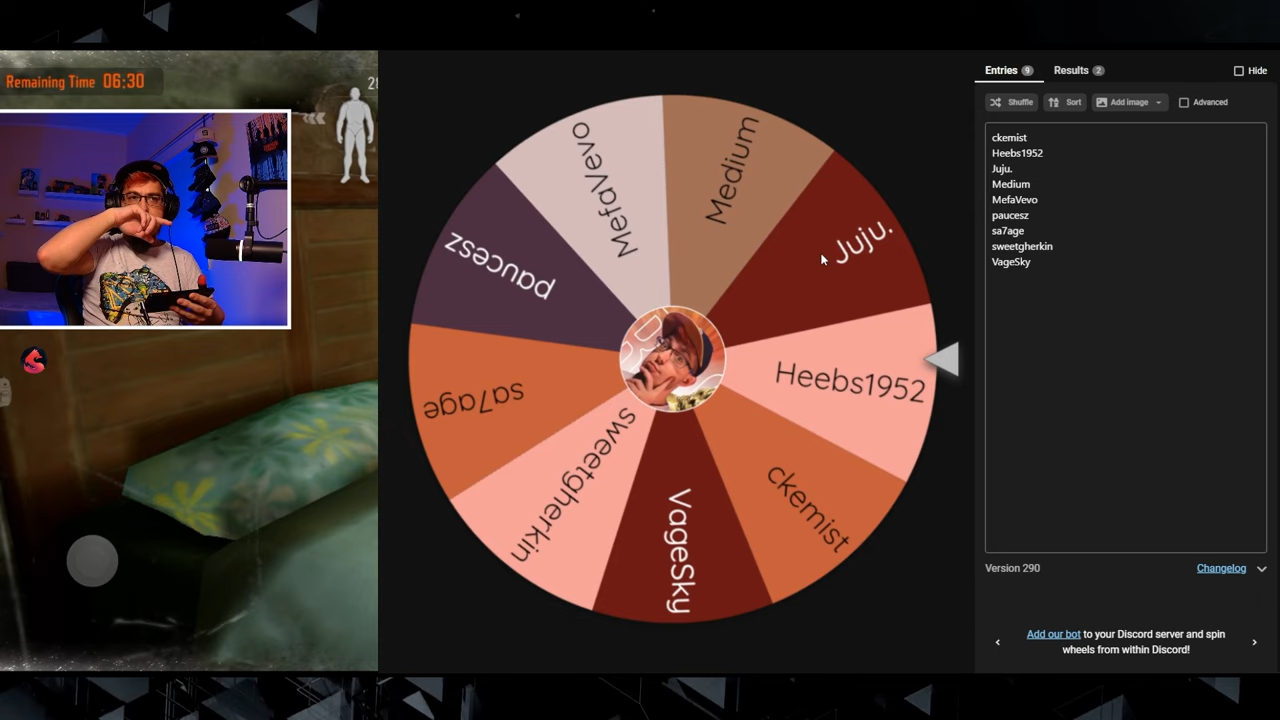 Remaining Time 06:30
28
MefaVevo
Medium
Juju.
Heebs1952
ckemist
VageSky
sweetgherkin
sa7age
paucesz
Entries 9
Results 2
Hide
Shuffle
Sort
Add image
Advanced
ckemist
Heebs1952
Juju.
Medium
MefaVevo
paucesz
sa7age
sweetgherkin
VageSky
Version 290
Changelog
Add our bot to your Discord server and spin
wheels from within Discord!